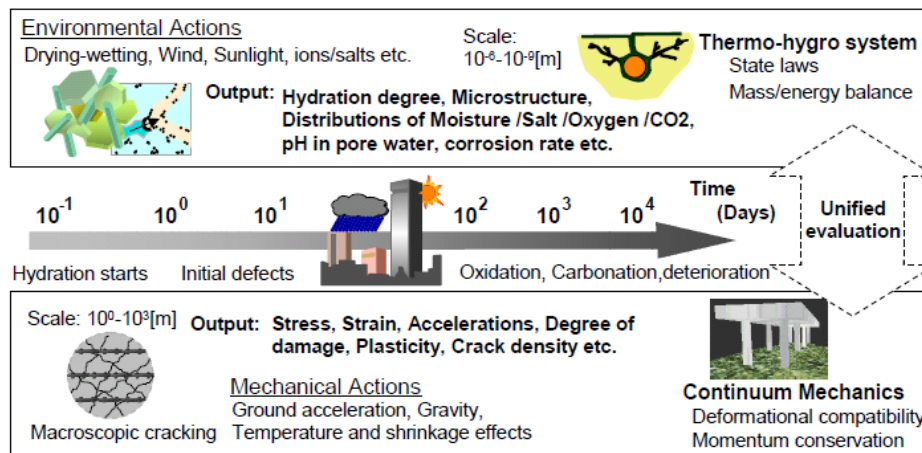 Environmental Actions
Drying-wetting, Wind, Sunlight, ions/salts etc.
Scale:
10⁻⁶-10⁻⁹[m]
Thermo-hygro system
State laws
Mass/energy balance
Output: Hydration degree, Microstructure,
Distributions of Moisture /Salt /Oxygen /CO2,
pH in pore water, corrosion rate etc.
10⁻¹ 10⁰ 10¹ 10² 10³ 10⁴ Time
(Days)
Unified
evaluation
Hydration starts Initial defects Oxidation, Carbonation,deterioration
Scale: 10⁰-10³[m]
Output: Stress, Strain, Accelerations, Degree of
damage, Plasticity, Crack density etc.
Mechanical Actions
Ground acceleration, Gravity,
Temperature and shrinkage effects
Macroscopic cracking
Continuum Mechanics
Deformational compatibility
Momentum conservation